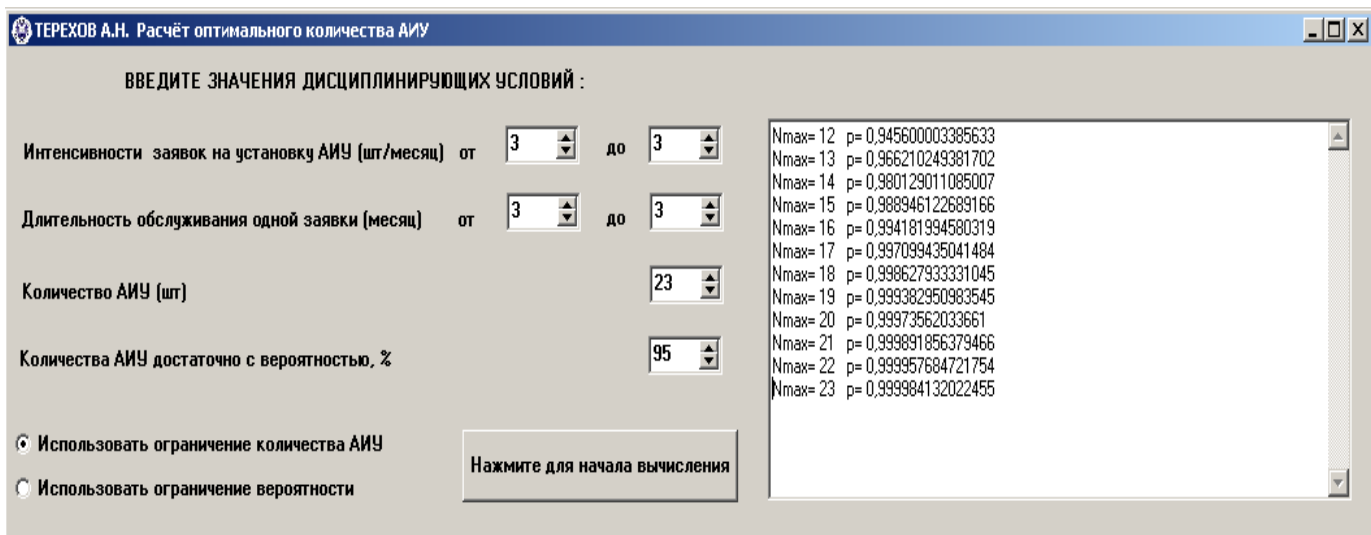 ТЕРЕХОВ А.Н. Расчёт оптимального количества АИУ
ВВЕДИТЕ ЗНАЧЕНИЯ ДИСЦИПЛИНИРУЮЩИХ УСЛОВИЙ :
Интенсивности заявок на установку АИУ (шт/месяц) от 3 до 3
Длительность обслуживания одной заявки (месяц) от 3 до 3
Количество АИУ (шт) 23
Количества АИУ достаточно с вероятностью, % 95
Использовать ограничение количества АИУ
Использовать ограничение вероятности
Нажмите для начала вычисления
Nmax= 12 p= 0,945600003385633
Nmax= 13 p= 0,966210249381702
Nmax= 14 p= 0,980129011085007
Nmax= 15 p= 0,988946122689166
Nmax= 16 p= 0,994181994580319
Nmax= 17 p= 0,997099435041484
Nmax= 18 p= 0,998627933331045
Nmax= 19 p= 0,999382950983545
Nmax= 20 p= 0,99973562033661
Nmax= 21 p= 0,999891856379466
Nmax= 22 p= 0,999957684721754
Nmax= 23 p= 0,999984132022455